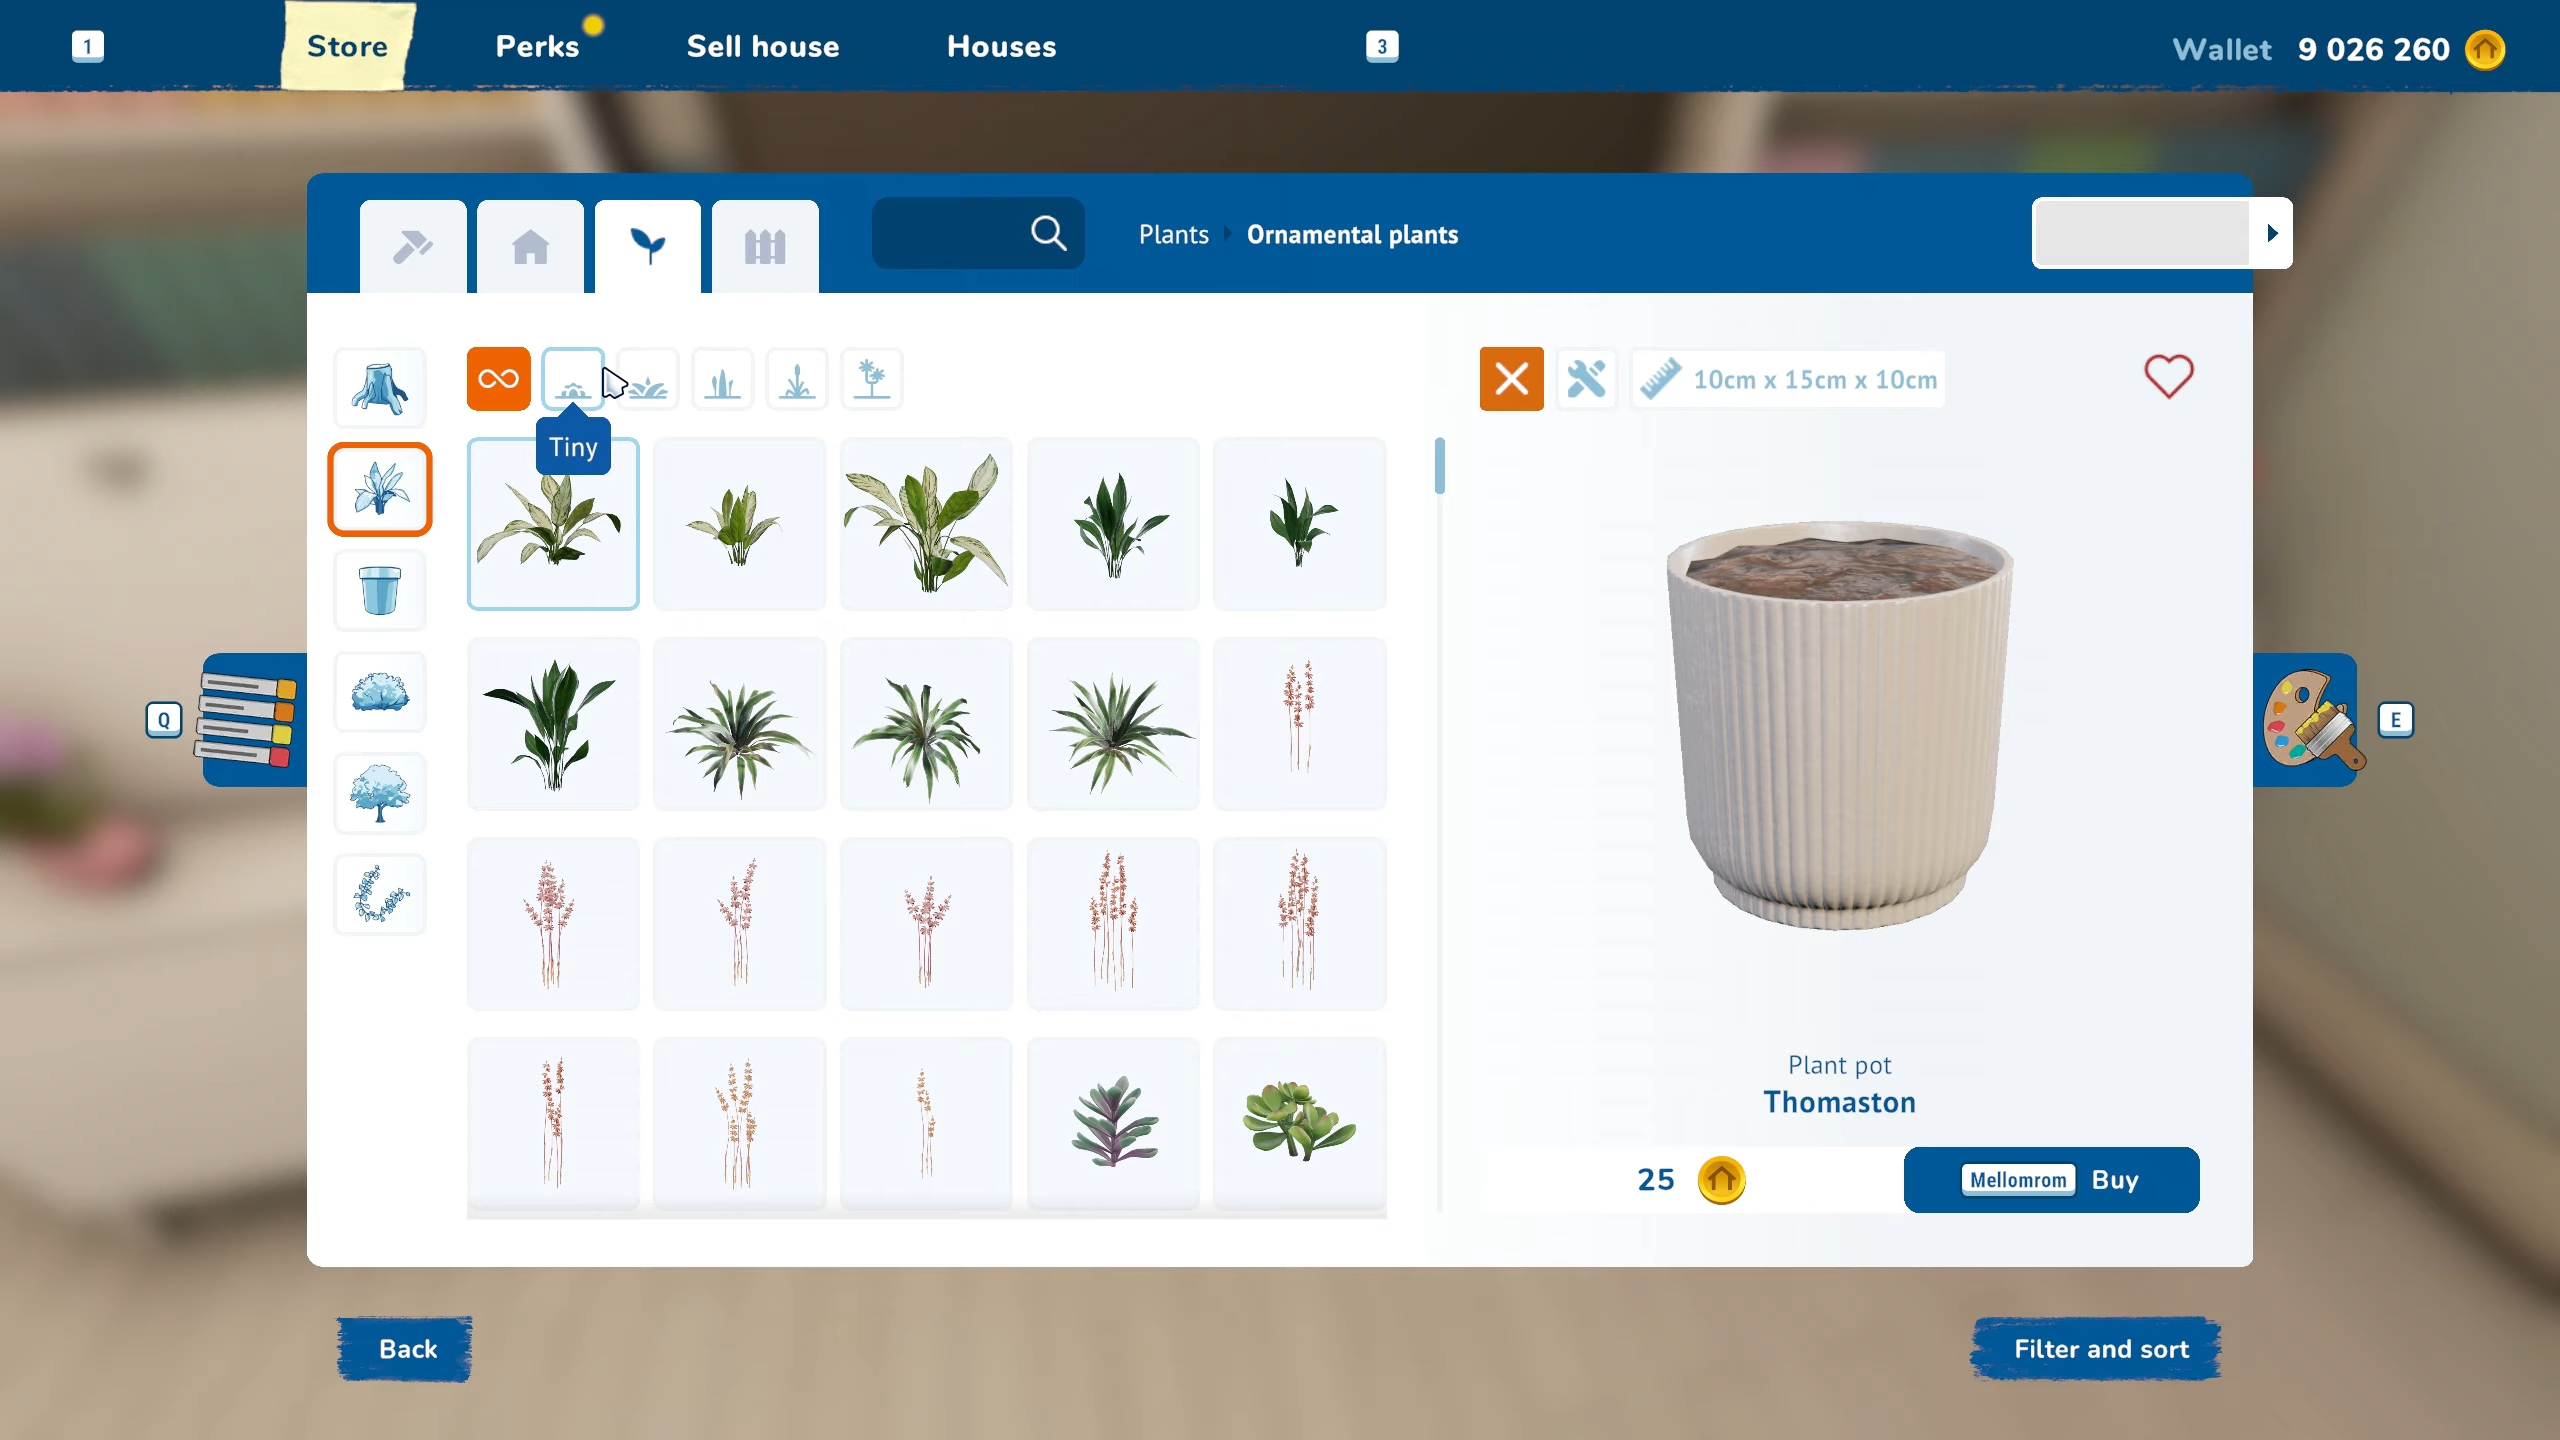 1
Store
Perks
Sell house
Houses
3
Wallet 9 026 260
Plants
Ornamental plants
10cm x 15cm x 10cm
Tiny
Q
E
Plant pot
Thomaston
25
Mellomrom Buy
Back
Filter and sort